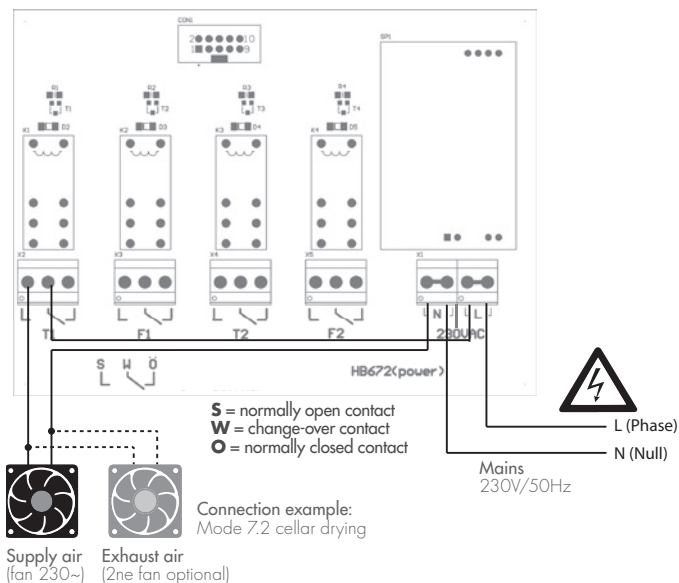 CON1
2 10
1 9
SP1
R1 R2 R3 R4
T1 T2 T3 T4
K1 D2 K2 D3 K3 D4 K4 D5
X2 X3 X4 X5 X1
N L
T1 F1 T2 F2 230VAC
S W Ö
HB672(power)
S = normally open contact
W = change-over contact
O = normally closed contact
L (Phase)
N (Null)
Mains
230V/50Hz
Connection example:
Mode 7.2 cellar drying
Supply air
(fan 230~)
Exhaust air
(2ne fan optional)